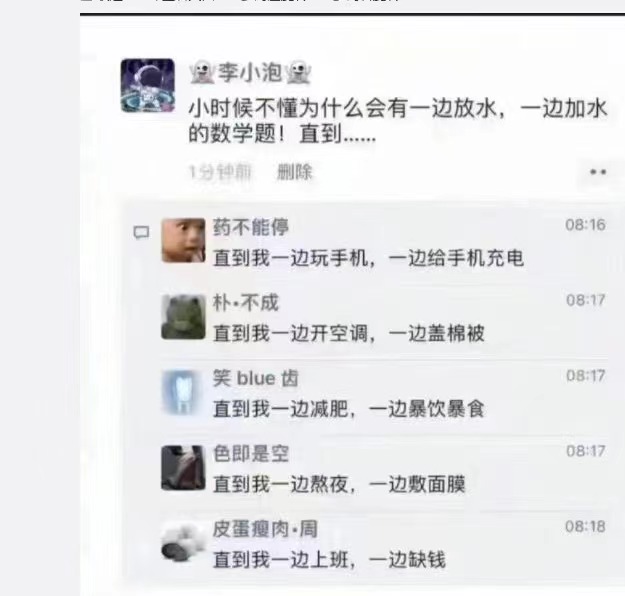 李小泡
小时候不懂为什么会有一边放水，一边加水
的数学题！直到......
1分钟前 删除
药不能停 08:16
直到我一边玩手机，一边给手机充电
朴·不成 08:17
直到我一边开空调，一边盖棉被
笑 blue 齿 08:17
直到我一边减肥，一边暴饮暴食
色即是空 08:17
直到我一边熬夜，一边敷面膜
皮蛋瘦肉·周 08:18
直到我一边上班，一边缺钱